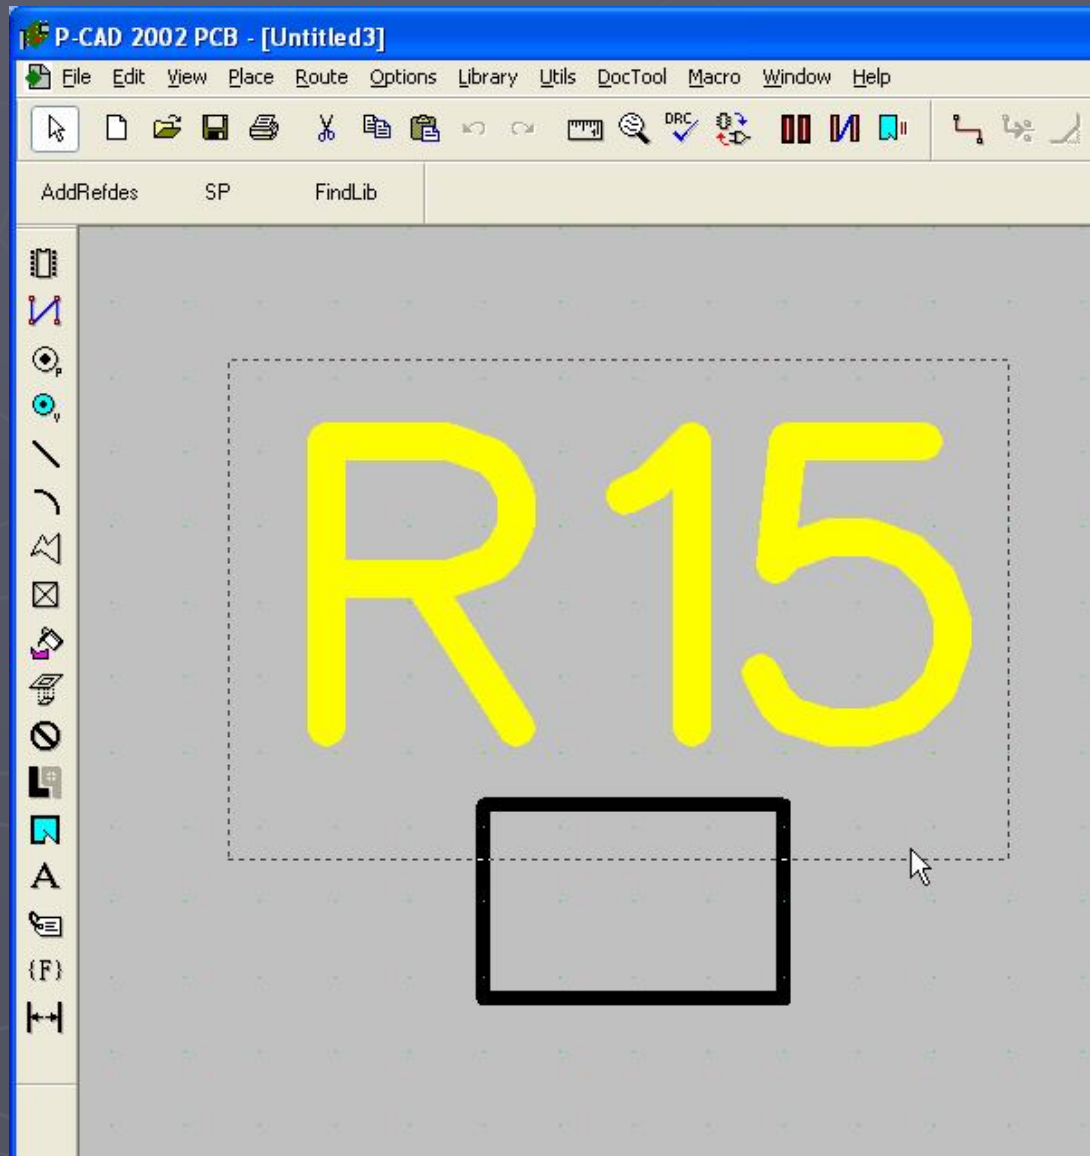 P-CAD 2002 PCB - [Untitled3]
File Edit View Place Route Options Library Utils DocTool Macro Window Help
DRC
AddRefdes SP FindLib
P
V
R15
A
{F}